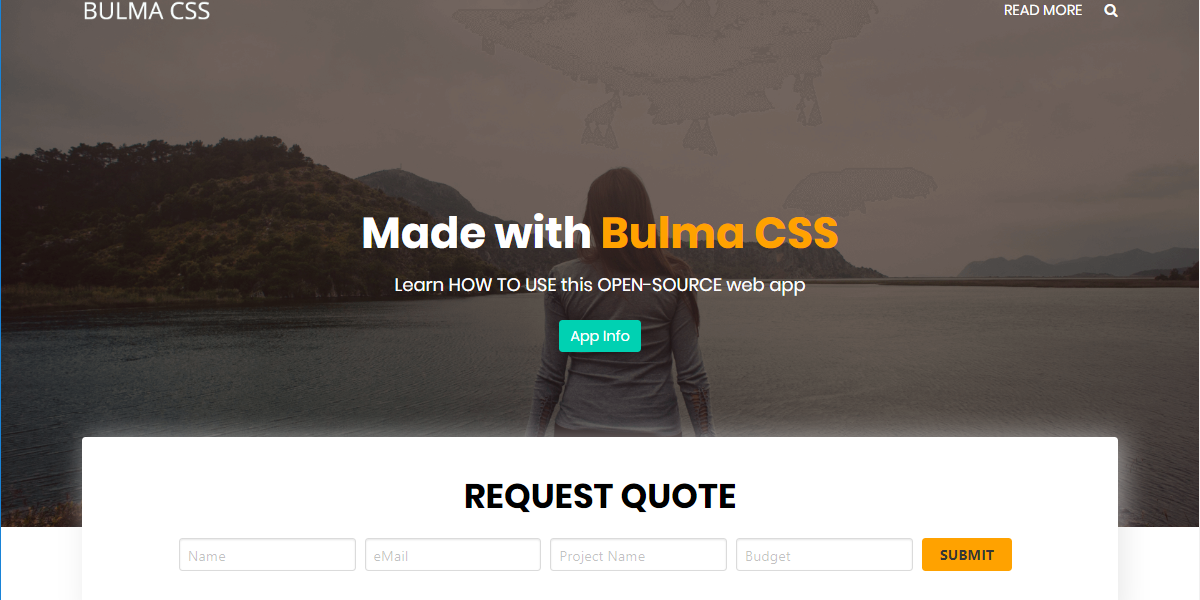 BULMA CSS
READ MORE
Made with Bulma CSS
Learn HOW TO USE this OPEN-SOURCE web app
App Info
REQUEST QUOTE
Name
eMail
Project Name
Budget
SUBMIT